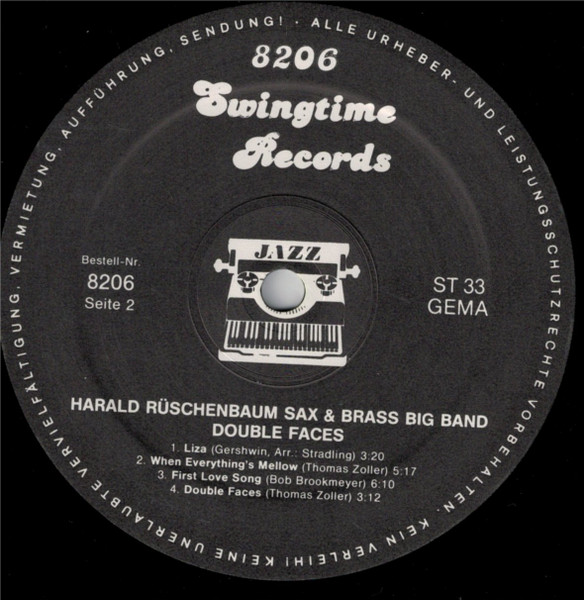 ALLE URHEBER- UND LEISTUNGSSCHUTZRECHTE VORBEHALTEN. KEIN VERLEIH! KEINE UNERLAUBTE VERVIELFÄLTIGUNG, VERMIETUNG, AUFFÜHRUNG, SENDUNG! ·
8206
Swingtime
Records
JAZZ
Bestell-Nr.
8206
Seite 2
ST 33
GEMA
HARALD RÜSCHENBAUM SAX & BRASS BIG BAND
DOUBLE FACES
1. Liza (Gershwin, Arr.: Stradling) 3:20
2. When Everything's Mellow (Thomas Zoller) 5:17
3. First Love Song (Bob Brookmeyer) 6:10
4. Double Faces (Thomas Zoller) 3:12